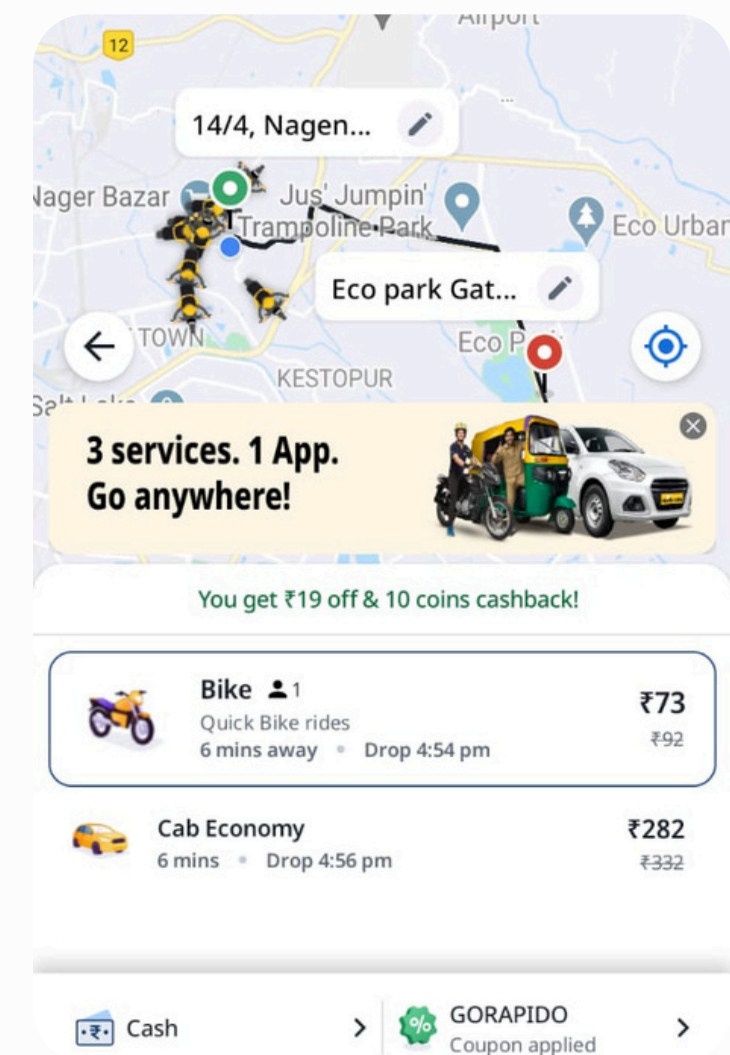 Airport
12
14/4, Nagen...
Nager Bazar
Jus' Jumpin'
Trampoline Park
Eco Urban
Eco park Gat...
TOWN
Eco P
KESTOPUR
Salt Lake
3 services. 1 App.
Go anywhere!
You get ₹19 off & 10 coins cashback!
Bike 1
₹73
Quick Bike rides
₹92
6 mins away • Drop 4:54 pm
Cab Economy
₹282
6 mins • Drop 4:56 pm
₹332
Cash
GORAPIDO
Coupon applied